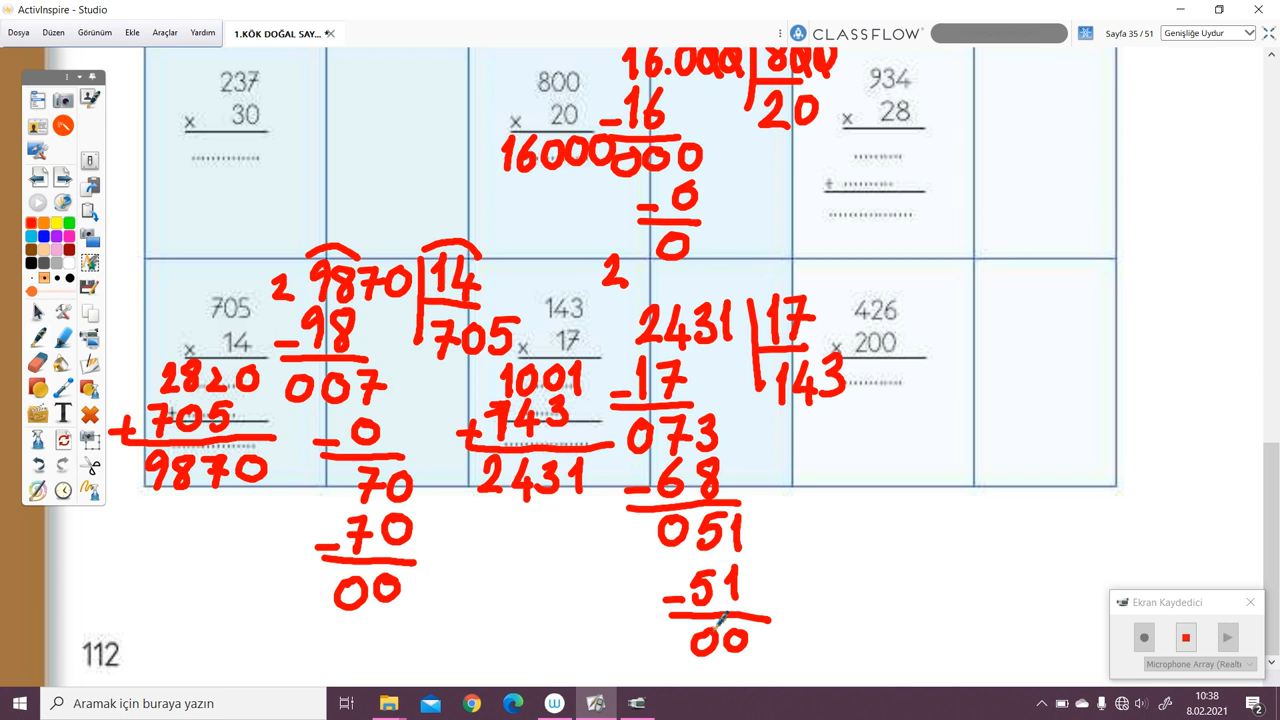 ActivInspire - Studio
Dosya Düzen Görünüm Ekle Araçlar Yardım
1.KÖK DOĞAL SAY...
CLASSFLOW
Sayfa 35 / 51
Genişliğe Uydur
237
x 30
800
x 20
16000
16.000 800
20
-16
000
-0
0
934
x 28
+
705
x 14
2820
+705
9870
2 9870 14
705
-98
007
-0
70
-70
00
143
x 17
1001
+143
2431
2
2431 17
143
-17
073
-68
051
-51
00
426
x 200
112
Ekran Kaydedici
Microphone Array (Realte
Aramak için buraya yazın
10:38
8.02.2021
2